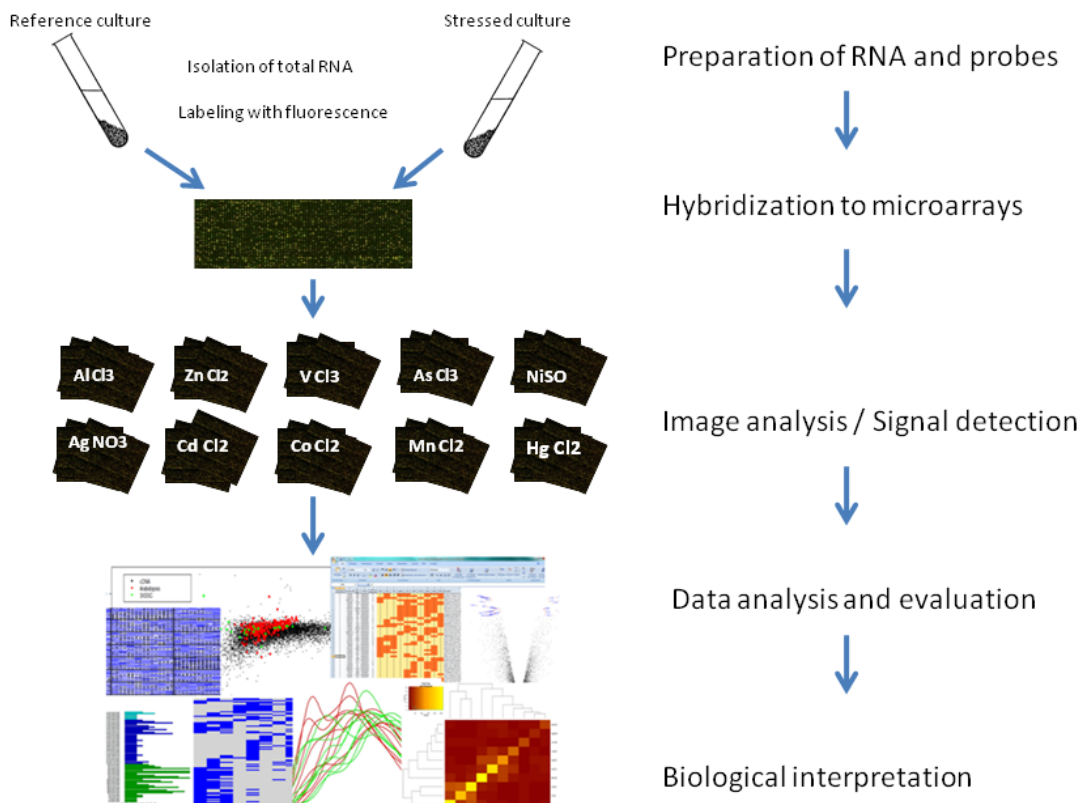 Reference culture
Stressed culture
Isolation of total RNA
Labeling with fluorescence
Preparation of RNA and probes
Hybridization to microarrays
Al Cl3
Zn Cl2
V Cl3
As Cl3
NiSO
Ag NO3
Cd Cl2
Co Cl2
Mn Cl2
Hg Cl2
Image analysis / Signal detection
Data analysis and evaluation
Biological interpretation